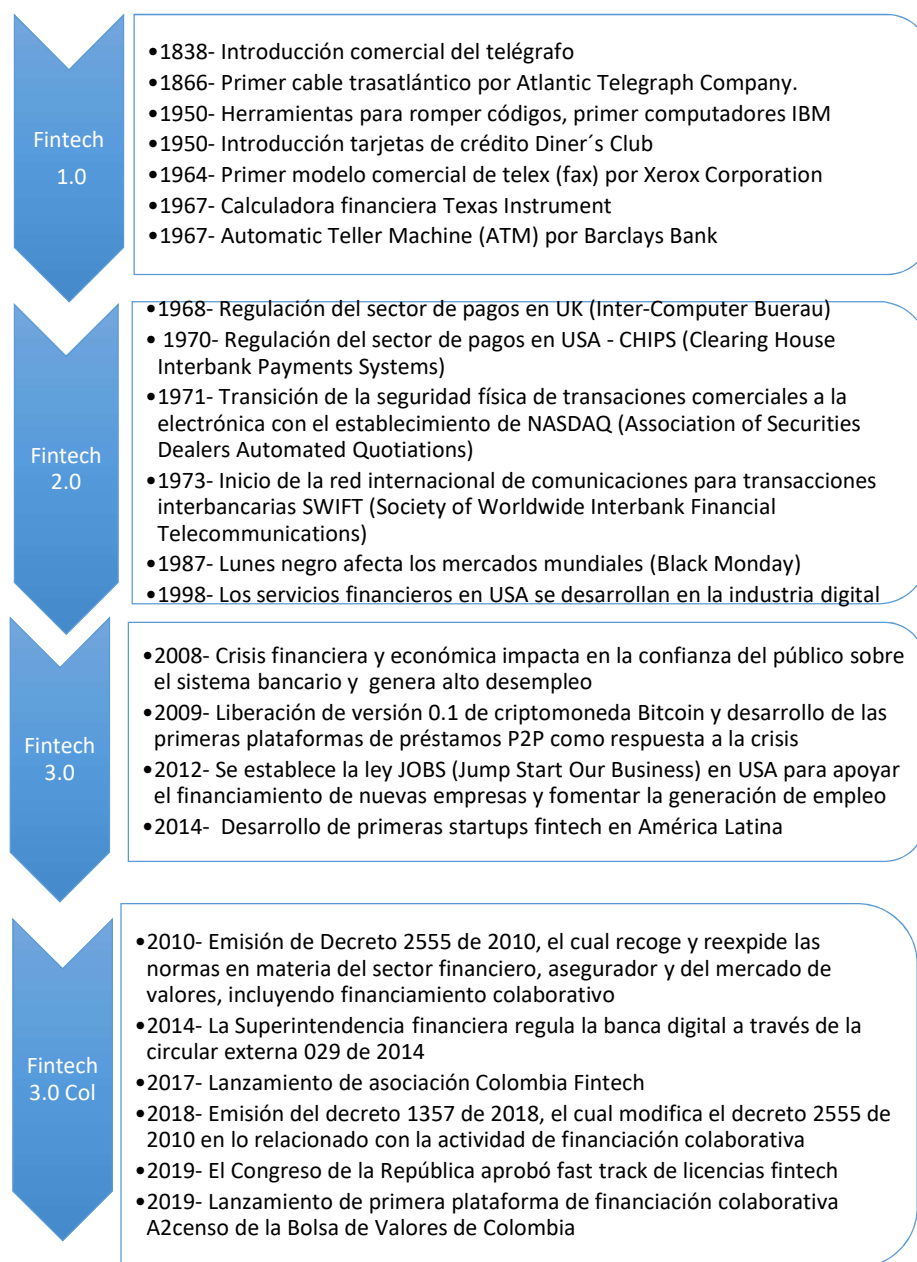 Fintech
1.0
•1838- Introducción comercial del telégrafo
•1866- Primer cable trasatlántico por Atlantic Telegraph Company.
•1950- Herramientas para romper códigos, primer computadores IBM
•1950- Introducción tarjetas de crédito Diner´s Club
•1964- Primer modelo comercial de telex (fax) por Xerox Corporation
•1967- Calculadora financiera Texas Instrument
•1967- Automatic Teller Machine (ATM) por Barclays Bank
Fintech
2.0
•1968- Regulación del sector de pagos en UK (Inter-Computer Buerau)
• 1970- Regulación del sector de pagos en USA - CHIPS (Clearing House
Interbank Payments Systems)
•1971- Transición de la seguridad física de transaciones comerciales a la
electrónica con el establecimiento de NASDAQ (Association of Securities
Dealers Automated Quotiations)
•1973- Inicio de la red internacional de comunicaciones para transacciones
interbancarias SWIFT (Society of Worldwide Interbank Financial
Telecommunications)
•1987- Lunes negro afecta los mercados mundiales (Black Monday)
•1998- Los servicios financieros en USA se desarrollan en la industria digital
Fintech
3.0
•2008- Crisis financiera y económica impacta en la confianza del público sobre
el sistema bancario y  genera alto desempleo
•2009- Liberación de versión 0.1 de criptomoneda Bitcoin y desarrollo de las
primeras plataformas de préstamos P2P como respuesta a la crisis
•2012- Se establece la ley JOBS (Jump Start Our Business) en USA para apoyar
el financiamiento de nuevas empresas y fomentar la generación de empleo
•2014-  Desarrollo de primeras startups fintech en América Latina
Fintech
3.0 Col
•2010- Emisión de Decreto 2555 de 2010, el cual recoge y reexpide las
normas en materia del sector financiero, asegurador y del mercado de
valores, incluyendo financiamiento colaborativo
•2014- La Superintendencia financiera regula la banca digital a través de la
circular externa 029 de 2014
•2017- Lanzamiento de asociación Colombia Fintech
•2018- Emisión del decreto 1357 de 2018, el cual modifica el decreto 2555 de
2010 en lo relacionado con la actividad de financiación colaborativa
•2019- El Congreso de la República aprobó fast track de licencias fintech
•2019- Lanzamiento de primera plataforma de financiación colaborativa
A2censo de la Bolsa de Valores de Colombia